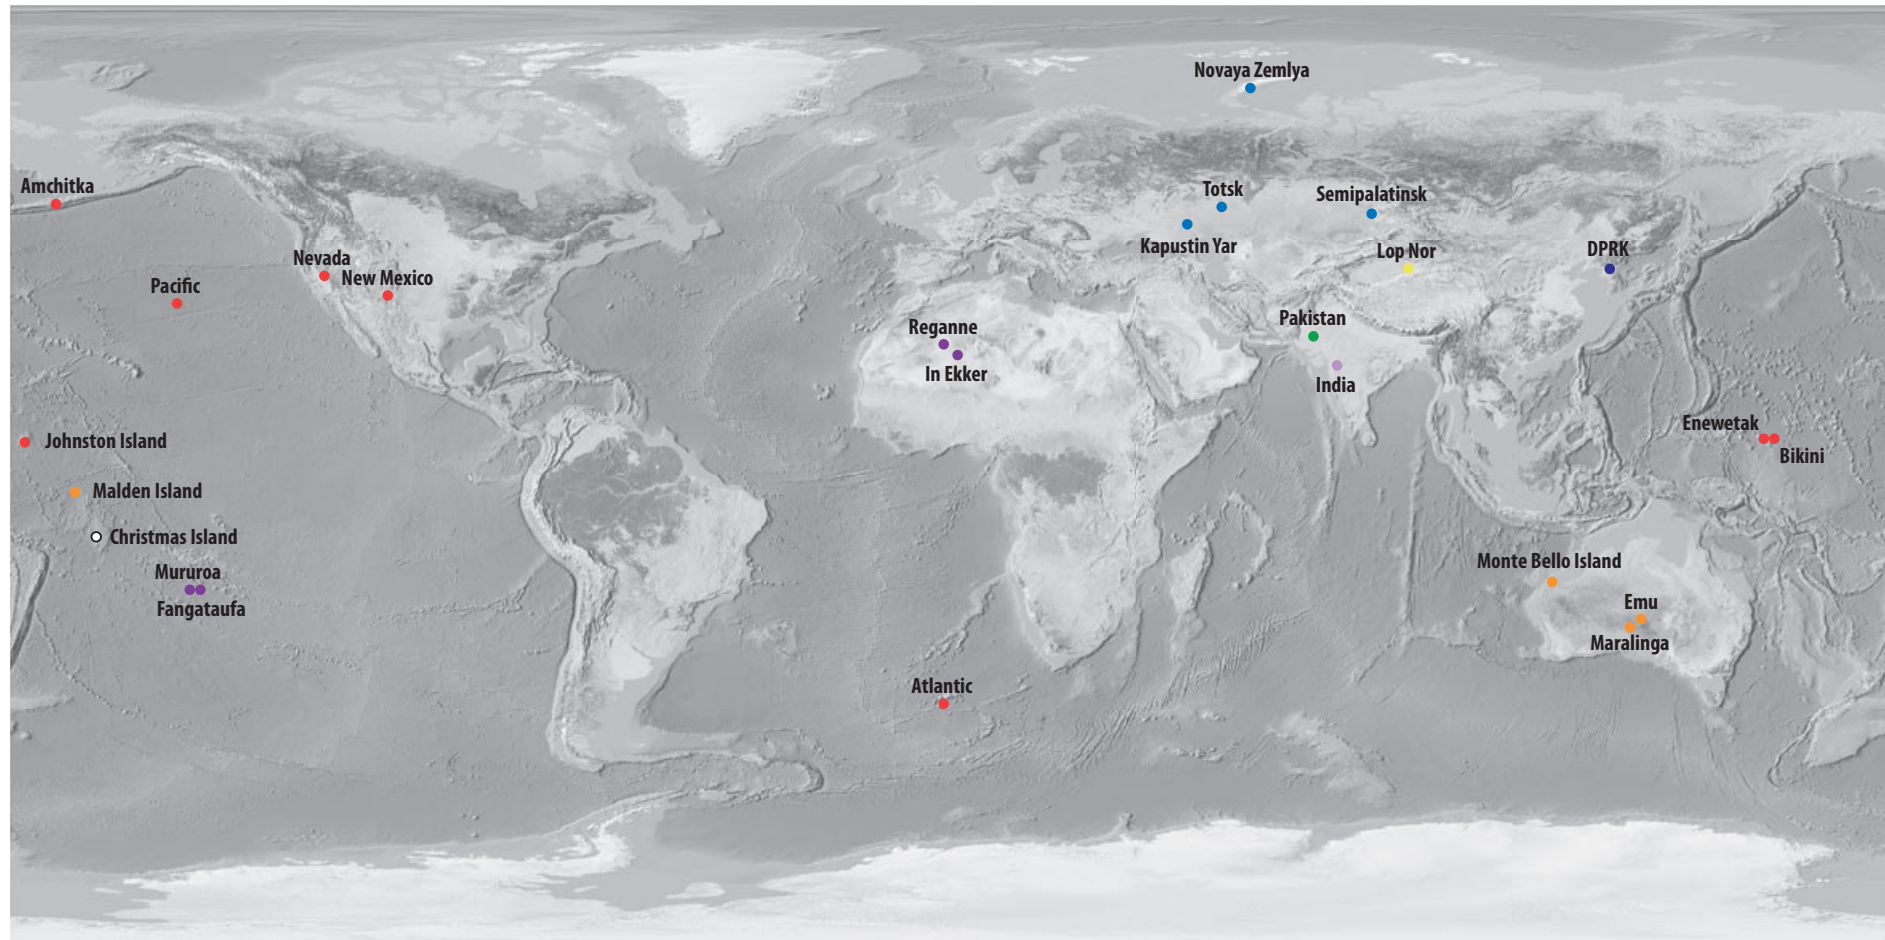 Novaya Zemlya
Amchitka
Totsk
Semipalatinsk
Kapustin Yar
Lop Nor
DPRK
Nevada
New Mexico
Pacific
Pakistan
Reganne
In Ekker
India
Enewetak
Bikini
Johnston Island
Malden Island
Christmas Island
Mururoa
Fangataufa
Monte Bello Island
Emu
Maralinga
Atlantic